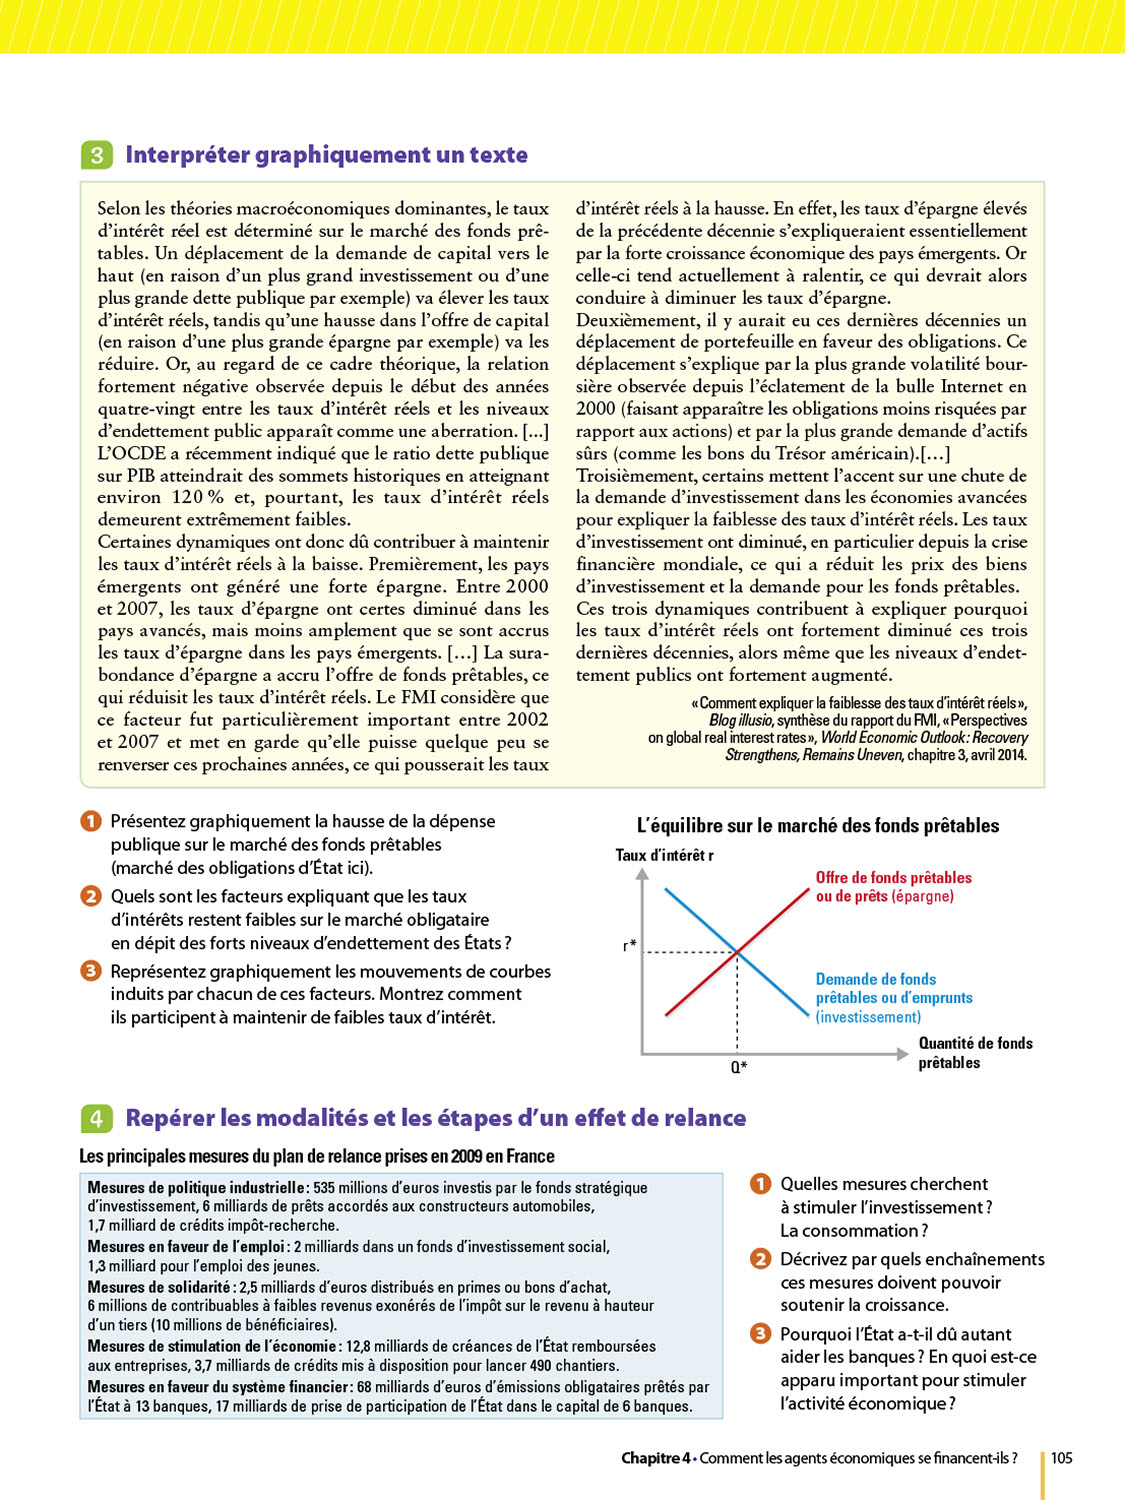 3 Interpréter graphiquement un texte
Selon les théories macroéconomiques dominantes, le taux
d'intérêt réel est déterminé sur le marché des fonds prê-
tables. Un déplacement de la demande de capital vers le
haut (en raison d'un plus grand investissement ou d'une
plus grande dette publique par exemple) va élever les taux
d'intérêt réels, tandis qu'une hausse dans l'offre de capital
(en raison d'une plus grande épargne par exemple) va les
réduire. Or, au regard de ce cadre théorique, la relation
fortement négative observée depuis le début des années
quatre-vingt entre les taux d'intérêt réels et les niveaux
d'endettement public apparaît comme une aberration. [...]
L'OCDE a récemment indiqué que le ratio dette publique
sur PIB atteindrait des sommets historiques en atteignant
environ 120 % et, pourtant, les taux d'intérêt réels
demeurent extrêmement faibles.
Certaines dynamiques ont donc dû contribuer à maintenir
les taux d'intérêt réels à la baisse. Premièrement, les pays
émergents ont généré une forte épargne. Entre 2000
et 2007, les taux d'épargne ont certes diminué dans les
pays avancés, mais moins amplement que se sont accrus
les taux d'épargne dans les pays émergents. […] La sura-
bondance d'épargne a accru l'offre de fonds prêtables, ce
qui réduisit les taux d'intérêt réels. Le FMI considère que
ce facteur fut particulièrement important entre 2002
et 2007 et met en garde qu'elle puisse quelque peu se
renverser ces prochaines années, ce qui pousserait les taux
d'intérêt réels à la hausse. En effet, les taux d'épargne élevés
de la précédente décennie s'expliqueraient essentiellement
par la forte croissance économique des pays émergents. Or
celle-ci tend actuellement à ralentir, ce qui devrait alors
conduire à diminuer les taux d'épargne.
Deuxièmement, il y aurait eu ces dernières décennies un
déplacement de portefeuille en faveur des obligations. Ce
déplacement s'explique par la plus grande volatilité bour-
sière observée depuis l'éclatement de la bulle Internet en
2000 (faisant apparaître les obligations moins risquées par
rapport aux actions) et par la plus grande demande d'actifs
sûrs (comme les bons du Trésor américain).[…]
Troisièmement, certains mettent l'accent sur une chute de
la demande d'investissement dans les économies avancées
pour expliquer la faiblesse des taux d'intérêt réels. Les taux
d'investissement ont diminué, en particulier depuis la crise
financière mondiale, ce qui a réduit les prix des biens
d'investissement et la demande pour les fonds prêtables.
Ces trois dynamiques contribuent à expliquer pourquoi
les taux d'intérêt réels ont fortement diminué ces trois
dernières décennies, alors même que les niveaux d'endet-
tement publics ont fortement augmenté.
« Comment expliquer la faiblesse des taux d'intérêt réels »,
Blog illusio, synthèse du rapport du FMI, « Perspectives
on global real interest rates », World Economic Outlook : Recovery
Strengthens, Remains Uneven, chapitre 3, avril 2014.
1 Présentez graphiquement la hausse de la dépense
publique sur le marché des fonds prêtables
(marché des obligations d'État ici).
2 Quels sont les facteurs expliquant que les taux
d'intérêts restent faibles sur le marché obligataire
en dépit des forts niveaux d'endettement des États ?
3 Représentez graphiquement les mouvements de courbes
induits par chacun de ces facteurs. Montrez comment
ils participent à maintenir de faibles taux d'intérêt.
L'équilibre sur le marché des fonds prêtables
Taux d'intérêt r
Offre de fonds prêtables
ou de prêts (épargne)
r*
Demande de fonds
prêtables ou d'emprunts
(investissement)
Quantité de fonds
prêtables
Q*
4 Repérer les modalités et les étapes d'un effet de relance
Les principales mesures du plan de relance prises en 2009 en France
Mesures de politique industrielle : 535 millions d'euros investis par le fonds stratégique
d'investissement, 6 milliards de prêts accordés aux constructeurs automobiles,
1,7 milliard de crédits impôt-recherche.
Mesures en faveur de l'emploi : 2 milliards dans un fonds d'investissement social,
1,3 milliard pour l'emploi des jeunes.
Mesures de solidarité : 2,5 milliards d'euros distribués en primes ou bons d'achat,
6 millions de contribuables à faibles revenus exonérés de l'impôt sur le revenu à hauteur
d'un tiers (10 millions de bénéficiaires).
Mesures de stimulation de l'économie : 12,8 milliards de créances de l'État remboursées
aux entreprises, 3,7 milliards de crédits mis à disposition pour lancer 490 chantiers.
Mesures en faveur du système financier : 68 milliards d'euros d'émissions obligataires prêtés par
l'État à 13 banques, 17 milliards de prise de participation de l'État dans le capital de 6 banques.
1 Quelles mesures cherchent
à stimuler l'investissement ?
La consommation ?
2 Décrivez par quels enchaînements
ces mesures doivent pouvoir
soutenir la croissance.
3 Pourquoi l'État a-t-il dû autant
aider les banques ? En quoi est-ce
apparu important pour stimuler
l'activité économique ?
Chapitre 4 • Comment les agents économiques se financent-ils ? 105